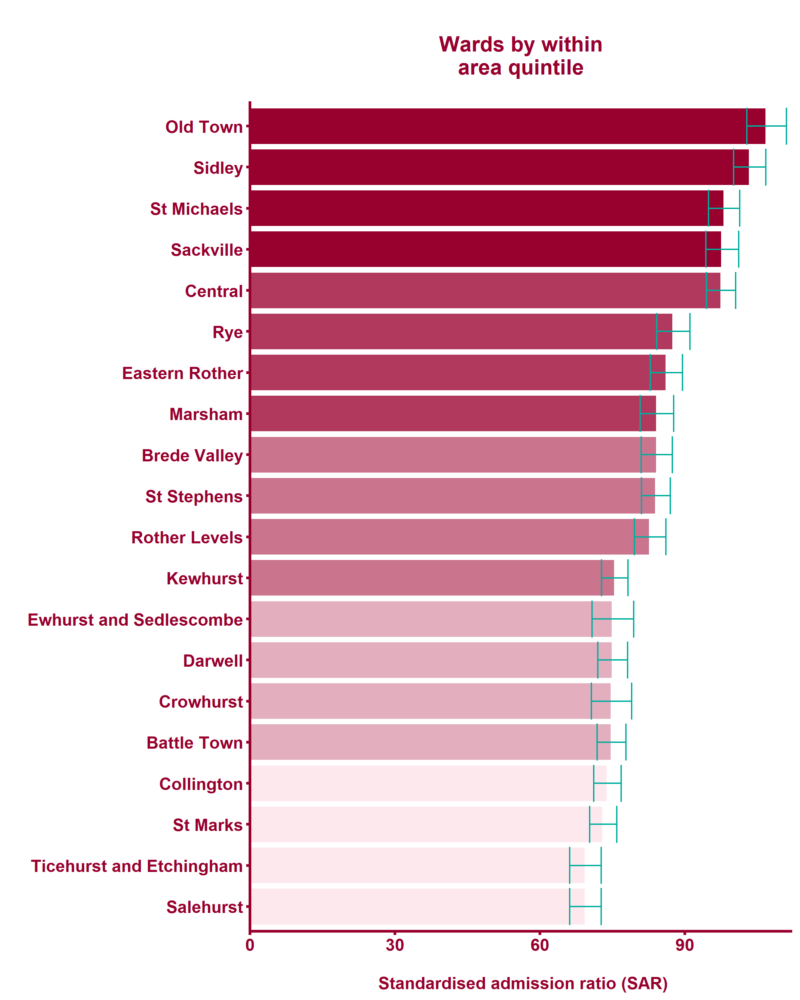 Wards by within
area quintile
Old Town
Sidley
St Michaels
Sackville
Central
Rye
Eastern Rother
Marsham
Brede Valley
St Stephens
Rother Levels
Kewhurst
Ewhurst and Sedlescombe
Darwell
Crowhurst
Battle Town
Collington
St Marks
Ticehurst and Etchingham
Salehurst
0 30 60 90
Standardised admission ratio (SAR)